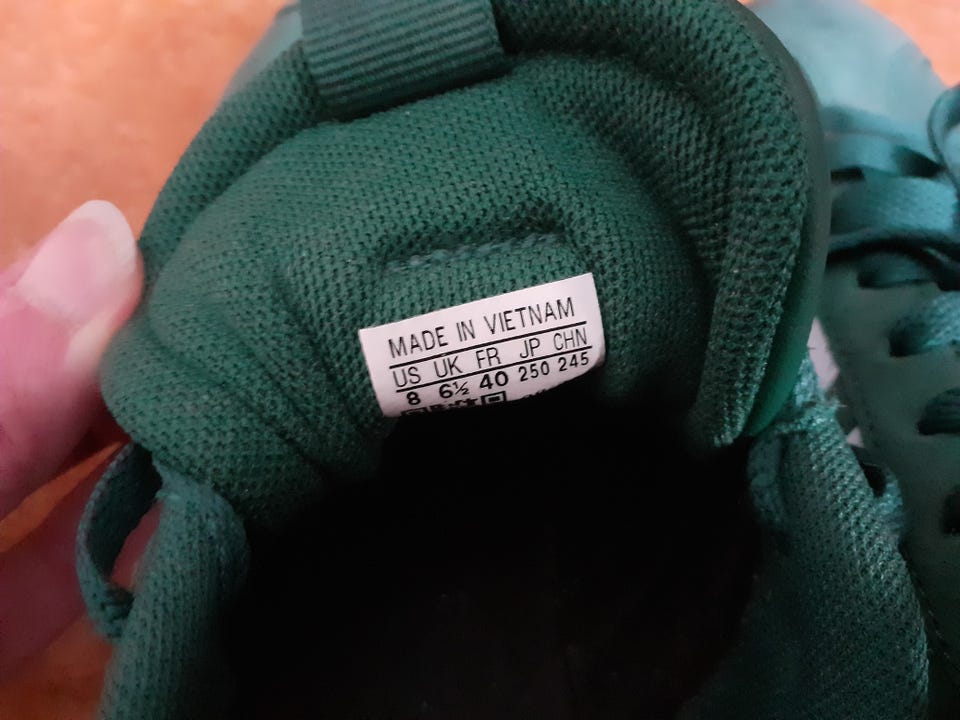 MADE IN VIETNAM
US UK FR JP CHN
8 6½ 40 250 245